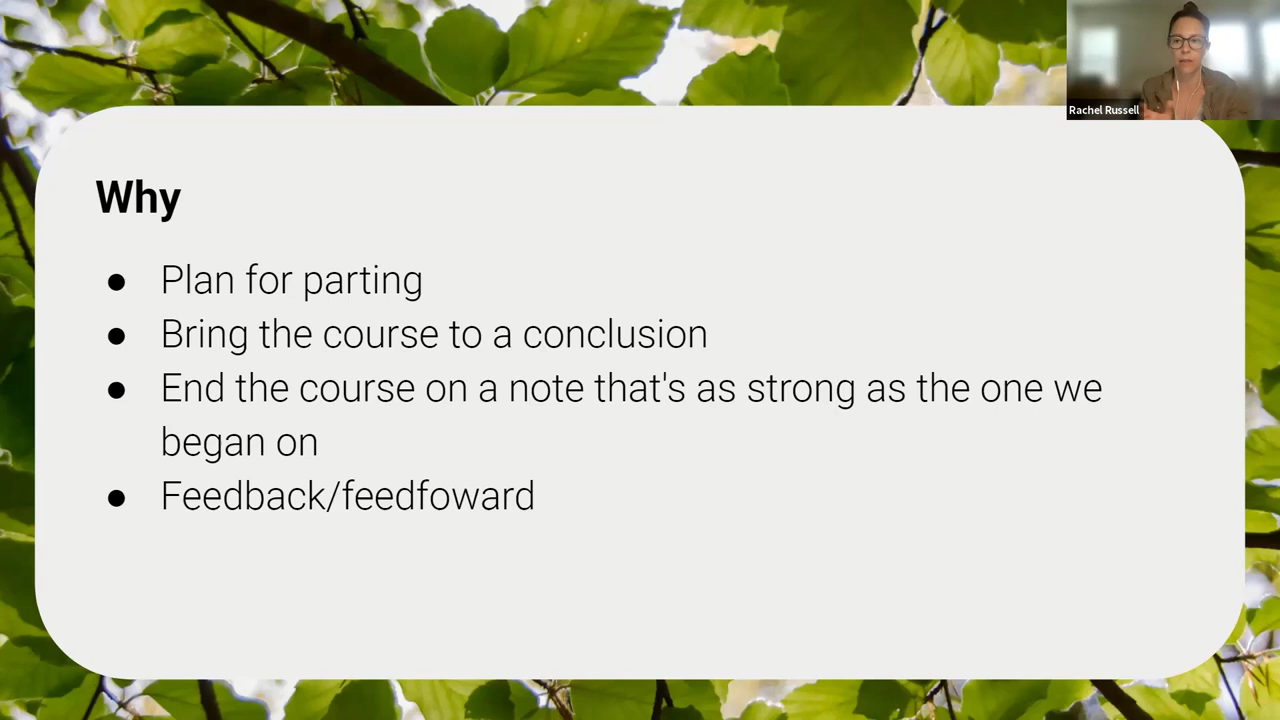 Rachel Russell
Why
● Plan for parting
● Bring the course to a conclusion
● End the course on a note that's as strong as the one we
began on
● Feedback/feedfoward